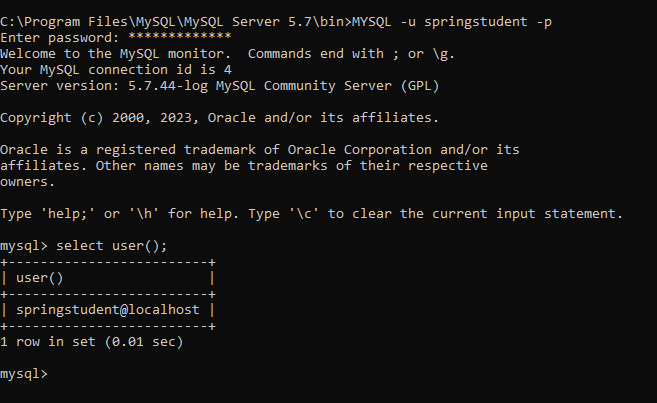 C:\Program Files\MySQL\MySQL Server 5.7\bin>MYSQL -u springstudent -p
Enter password: *************
Welcome to the MySQL monitor.  Commands end with ; or \g.
Your MySQL connection id is 4
Server version: 5.7.44-log MySQL Community Server (GPL)

Copyright (c) 2000, 2023, Oracle and/or its affiliates.

Oracle is a registered trademark of Oracle Corporation and/or its
affiliates. Other names may be trademarks of their respective
owners.

Type 'help;' or '\h' for help. Type '\c' to clear the current input statement.

mysql> select user();
+-------------------------+
| user()                  |
+-------------------------+
| springstudent@localhost |
+-------------------------+
1 row in set (0.01 sec)

mysql>